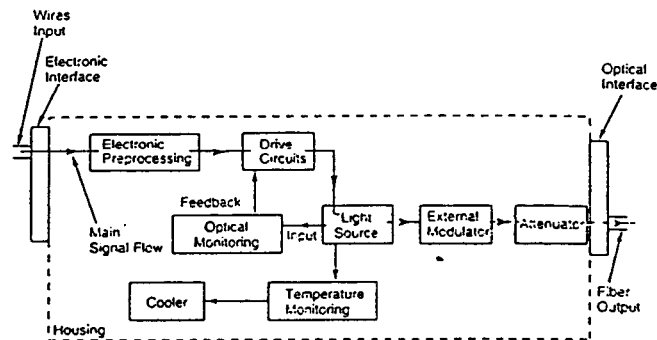 Wires
Input
Electronic
Interface
Optical
Interface
Electronic
Preprocessing
Drive
Circuits
Feedback
Main
Signal Flow
Optical
Monitoring
Input
Light
Source
External
Modulator
Attenuator
Cooler
Temperature
Monitoring
Fiber
Output
Housing